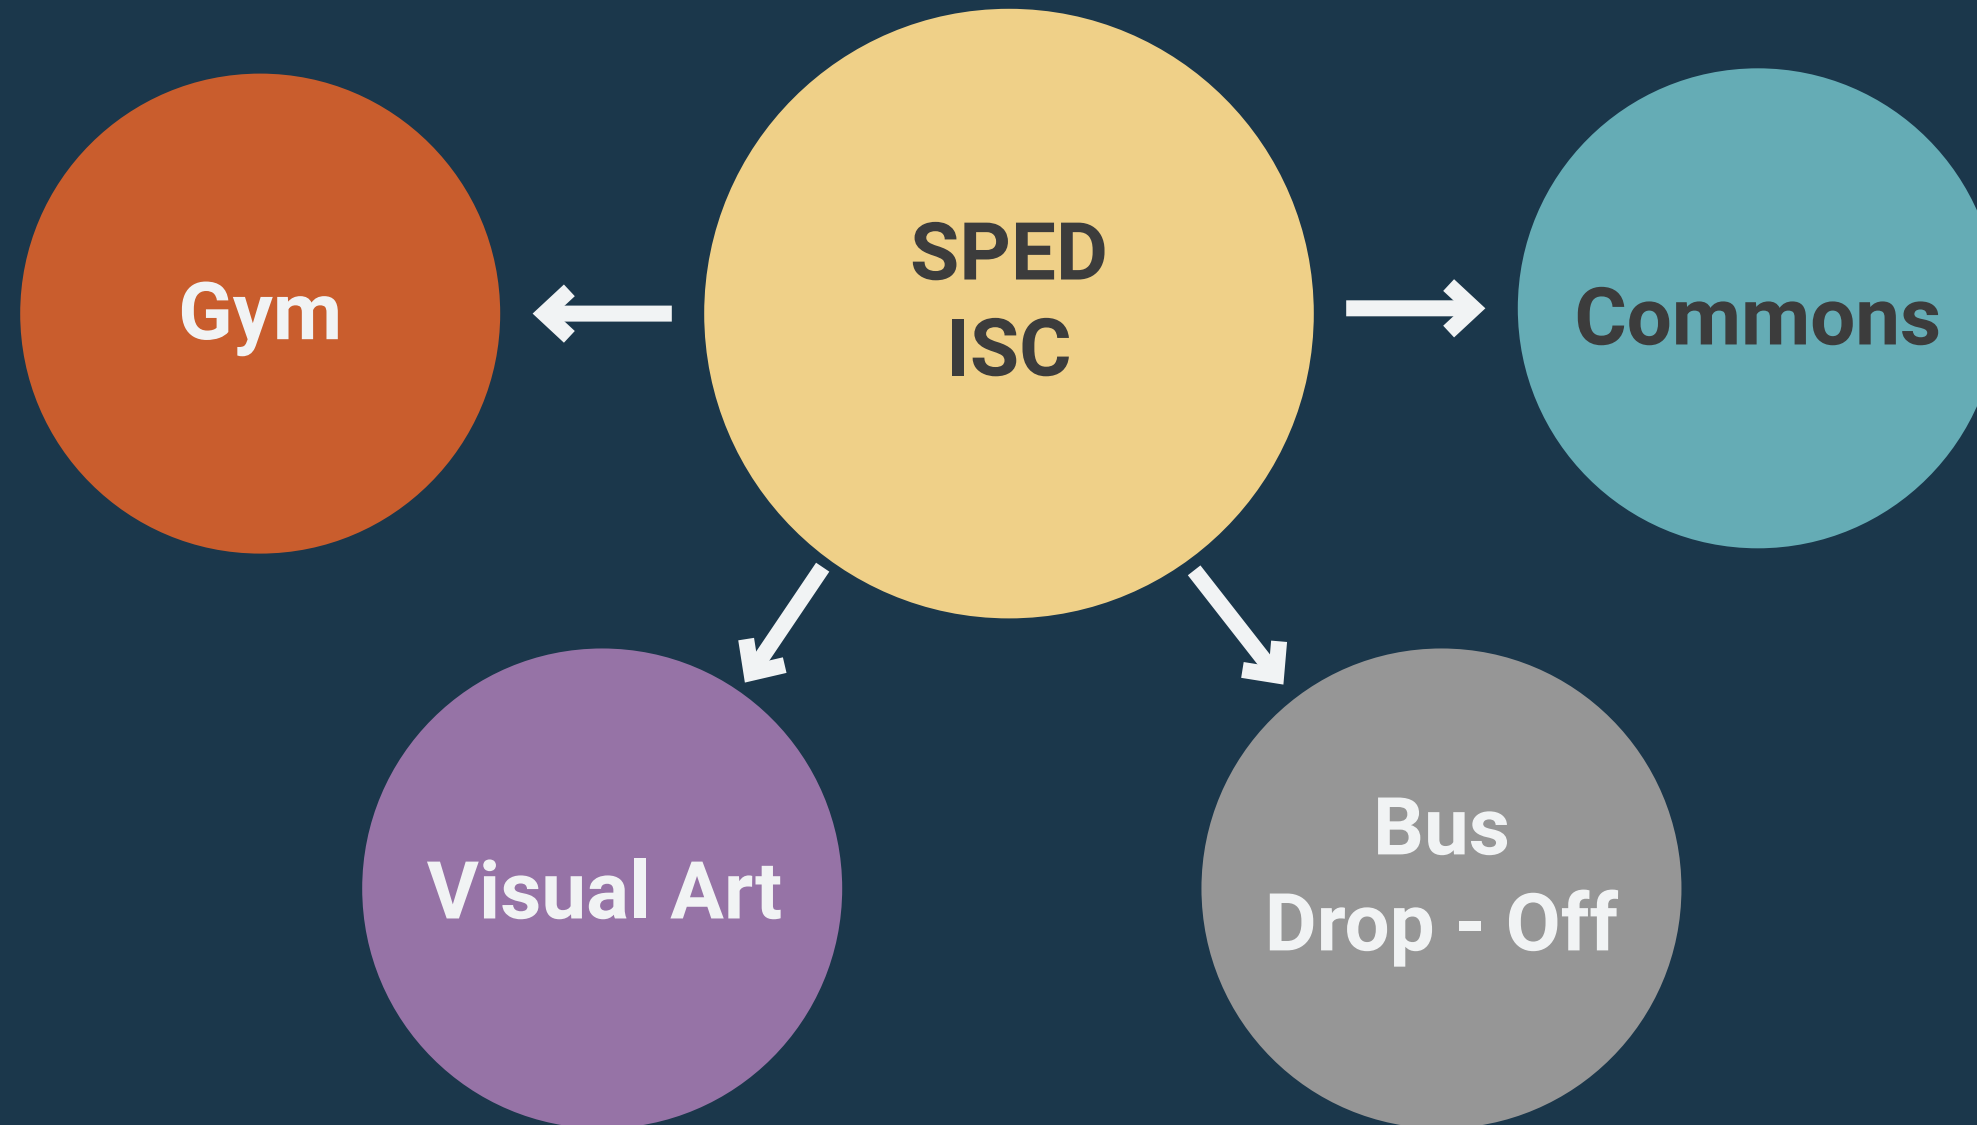 SPED
ISC
Gym
Commons
Visual Art
Bus
Drop - Off